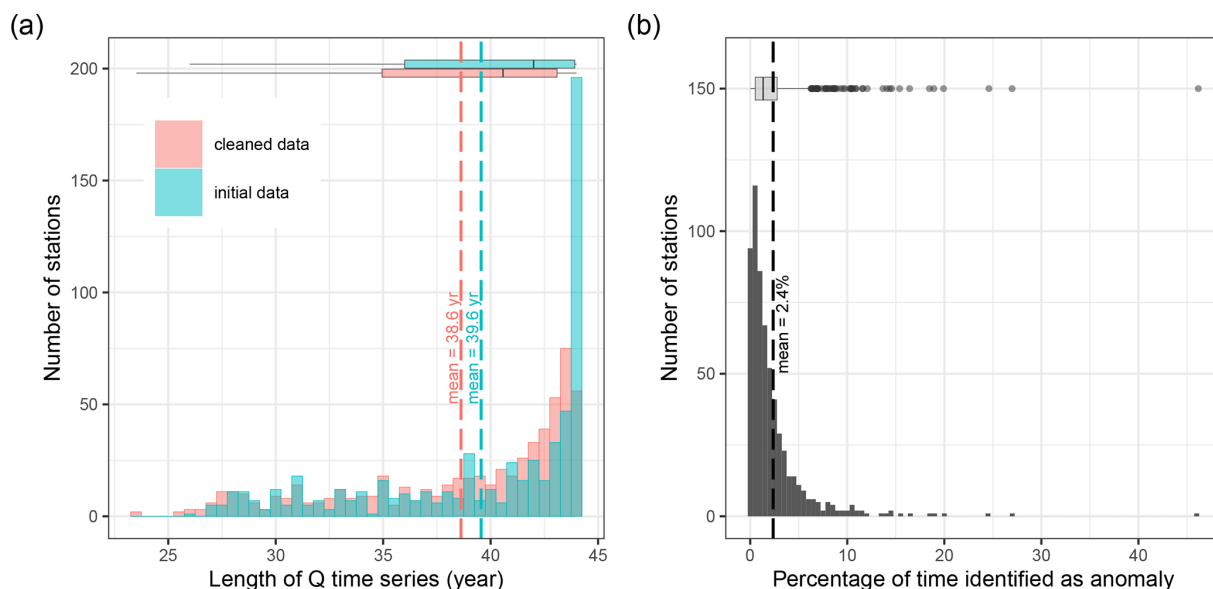 (a)
200
150
100
50
0
Number of stations
cleaned data
initial data
mean = 38.6 yr
mean = 39.6 yr
25
30
35
40
45
Length of Q time series (year)
(b)
150
100
50
0
Number of stations
mean = 2.4%
0
10
20
30
40
Percentage of time identified as anomaly